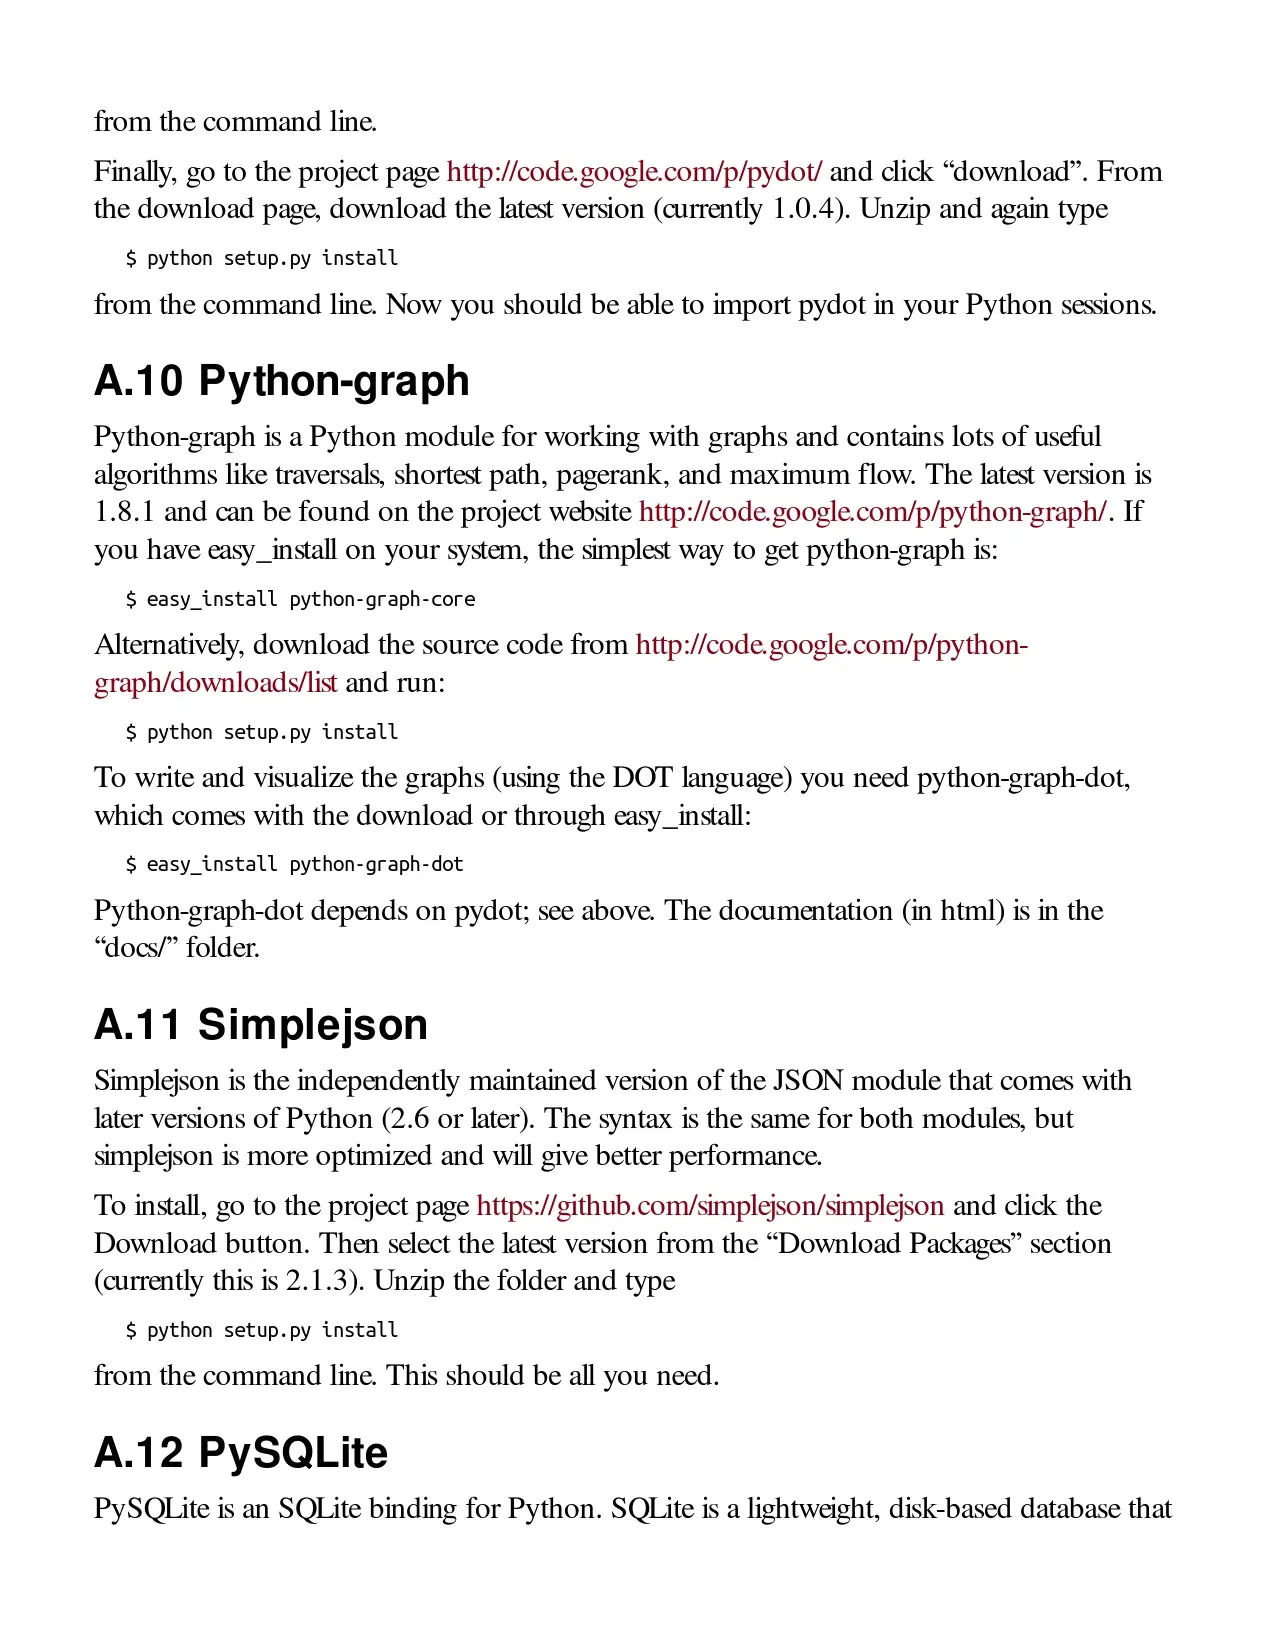 from the command line.
Finally, go to the project page http://code.google.com/p/pydot/ and click “download”. From
the download page, download the latest version (currently 1.0.4). Unzip and again type
$ python setup.py install
from the command line. Now you should be able to import pydot in your Python sessions.
A.10 Python-graph
Python-graph is a Python module for working with graphs and contains lots of useful
algorithms like traversals, shortest path, pagerank, and maximum flow. The latest version is
1.8.1 and can be found on the project website http://code.google.com/p/python-graph/. If
you have easy_install on your system, the simplest way to get python-graph is:
$ easy_install python-graph-core
Alternatively, download the source code from http://code.google.com/p/python-
graph/downloads/list and run:
$ python setup.py install
To write and visualize the graphs (using the DOT language) you need python-graph-dot,
which comes with the download or through easy_install:
$ easy_install python-graph-dot
Python-graph-dot depends on pydot; see above. The documentation (in html) is in the
“docs/” folder.
A.11 Simplejson
Simplejson is the independently maintained version of the JSON module that comes with
later versions of Python (2.6 or later). The syntax is the same for both modules, but
simplejson is more optimized and will give better performance.
To install, go to the project page https://github.com/simplejson/simplejson and click the
Download button. Then select the latest version from the “Download Packages” section
(currently this is 2.1.3). Unzip the folder and type
$ python setup.py install
from the command line. This should be all you need.
A.12 PySQLite
PySQLite is an SQLite binding for Python. SQLite is a lightweight, disk-based database that